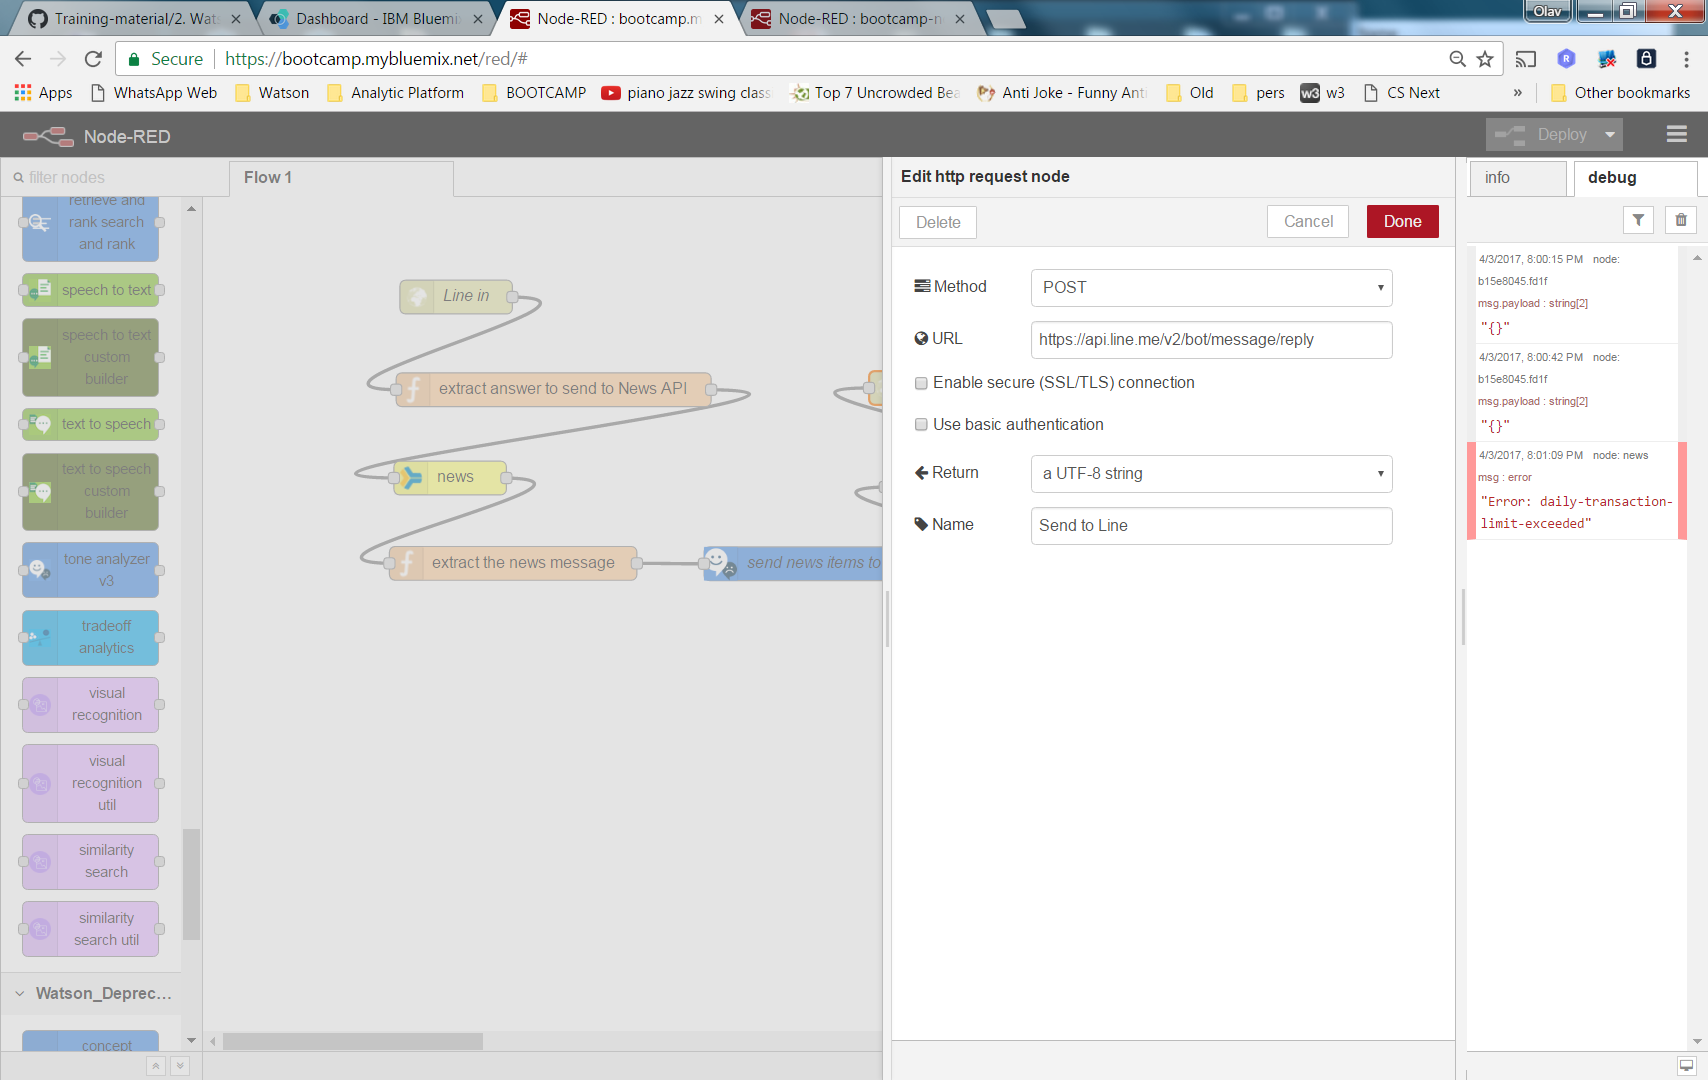 Training-material/2. Wats
Dashboard - IBM Bluemi
Node-RED : bootcamp.m
Node-RED : bootcamp-n
Olav
Secure
https://bootcamp.mybluemix.net/red/#
Apps
WhatsApp Web
Watson
Analytic Platform
BOOTCAMP
piano jazz swing class
Top 7 Uncrowded Bea
Anti Joke - Funny Anti
Old
pers
w3
w3
CS Next
»
Other bookmarks
Node-RED
Deploy
filter nodes
Flow 1
Edit http request node
info
debug
Delete
Cancel
Done
retrieve and
rank search
and rank
speech to text
speech to text
custom
builder
text to speech
text to speech
custom
builder
tone analyzer
v3
tradeoff
analytics
visual
recognition
visual
recognition
util
similarity
search
similarity
search util
Watson_Deprec...
concept
Line in
extract answer to send to News API
news
extract the news message
send news items to
Method
POST
URL
https://api.line.me/v2/bot/message/reply
Enable secure (SSL/TLS) connection
Use basic authentication
Return
a UTF-8 string
Name
Send to Line
4/3/2017, 8:00:15 PM node:
b15e8045.fd1f
msg.payload : string[2]
"{}"
4/3/2017, 8:00:42 PM node:
b15e8045.fd1f
msg.payload : string[2]
"{}"
4/3/2017, 8:01:09 PM node: news
msg : error
"Error: daily-transaction-
limit-exceeded"